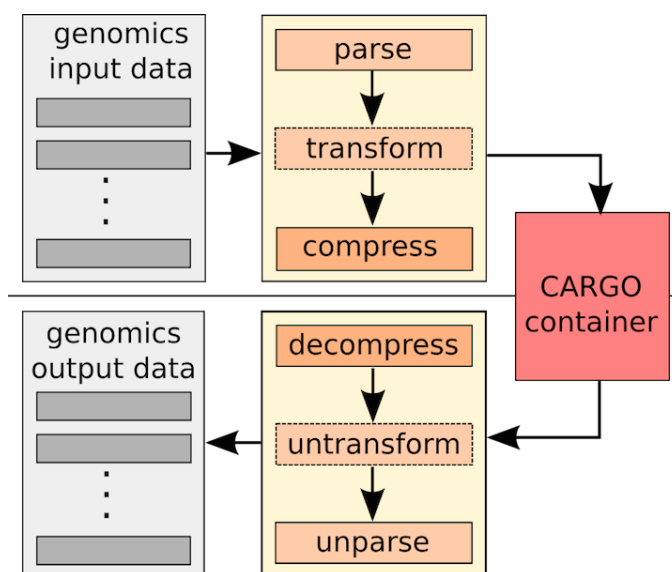 genomics
input data
parse
transform
compress
CARGO
container
genomics
output data
decompress
untransform
unparse